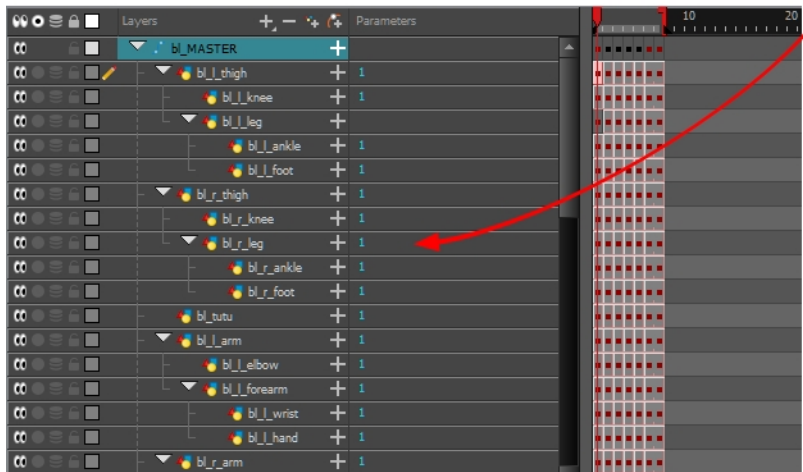 Layers Parameters 10 20
bl_MASTER
bl_l_thigh 1
bl_l_knee 1
bl_l_leg
bl_l_ankle 1
bl_l_foot 1
bl_r_thigh 1
bl_r_knee 1
bl_r_leg 1
bl_r_ankle 1
bl_r_foot 1
bl_tutu 1
bl_l_arm 1
bl_l_elbow 1
bl_l_forearm 1
bl_l_wrist 1
bl_l_hand 1
bl_r_arm 1